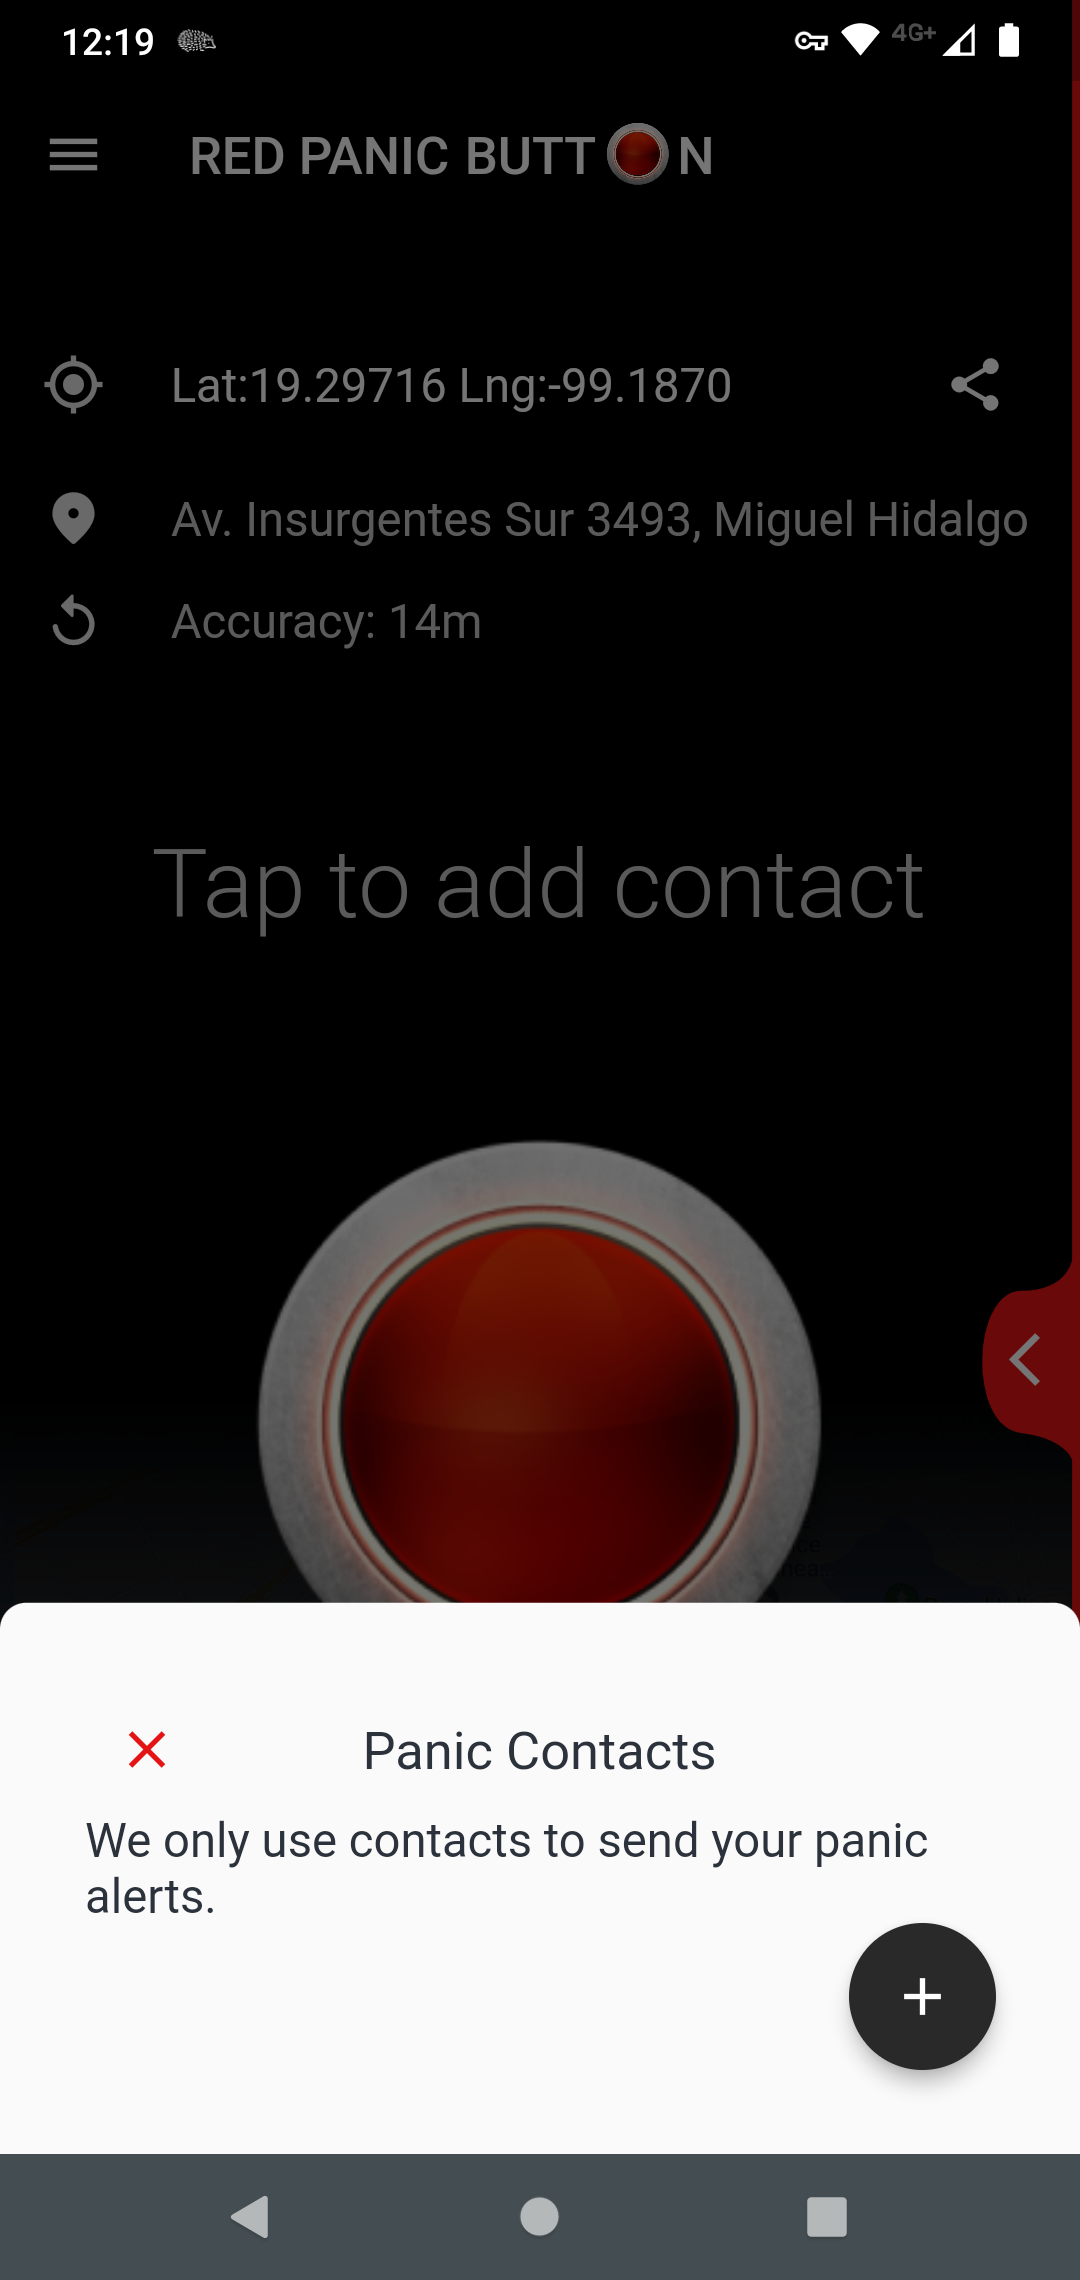 12:19
4G+
RED PANIC BUTT N
Lat:19.29716 Lng:-99.1870
Av. Insurgentes Sur 3493, Miguel Hidalgo
Accuracy: 14m
Tap to add contact
Panic Contacts
We only use contacts to send your panic
alerts.